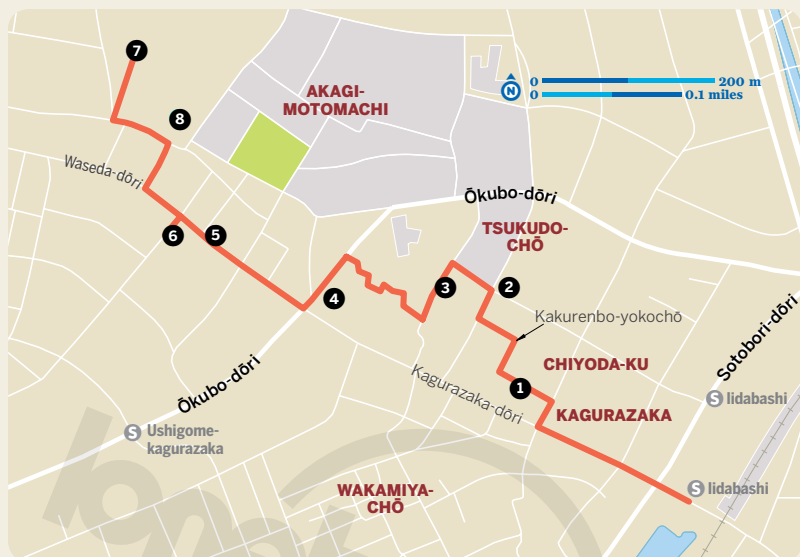 7
AKAGI-
MOTOMACHI
0 200 m
N
0 0.1 miles
8
Waseda-dōri
Ōkubo-dōri
TSUKUDO-
CHŌ
6
5
4
3
2
Kakurenbo-yokochō
CHIYODA-KU
Sotobori-dōri
1
Ōkubo-dōri
Kagurazaka-dōri
KAGURAZAKA
S Iidabashi
S Ushigome-
kagurazaka
WAKAMIYA-
CHŌ
S Iidabashi